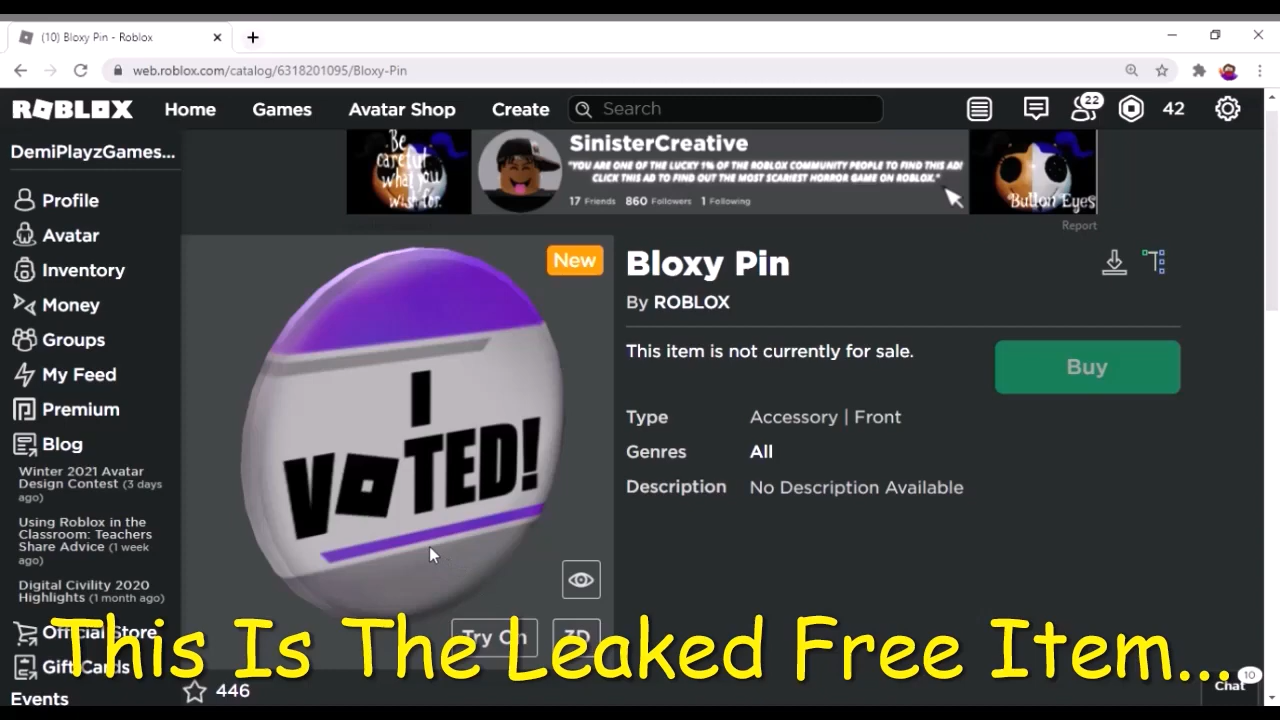 (10) Bloxy Pin - Roblox
web.roblox.com/catalog/6318201095/Bloxy-Pin
ROBLOX Home Games Avatar Shop Create Search 22 42
DemiPlayzGames...
Profile
Avatar
Inventory
Money
Groups
My Feed
Premium
Blog
Winter 2021 Avatar
Design Contest (3 days
ago)
Using Roblox in the
Classroom: Teachers
Share Advice (1 week
ago)
Digital Civility 2020
Highlights (1 month ago)
Official Store
Gift Cards
Events
Be
careful
what you
wish for.
SinisterCreative
"YOU ARE ONE OF THE LUCKY 1% OF THE ROBLOX COMMUNITY PEOPLE TO FIND THIS AD!
CLICK THIS AD TO FIND OUT THE MOST SCARIEST HORROR GAME ON ROBLOX."
17 Friends 860 Followers 1 Following
Button Eyes
Report
New
I
VOTED!
Try On 3D
446
Bloxy Pin
By ROBLOX
This item is not currently for sale.
Buy
Type Accessory | Front
Genres All
Description No Description Available
This Is The Leaked Free Item...
Chat 10